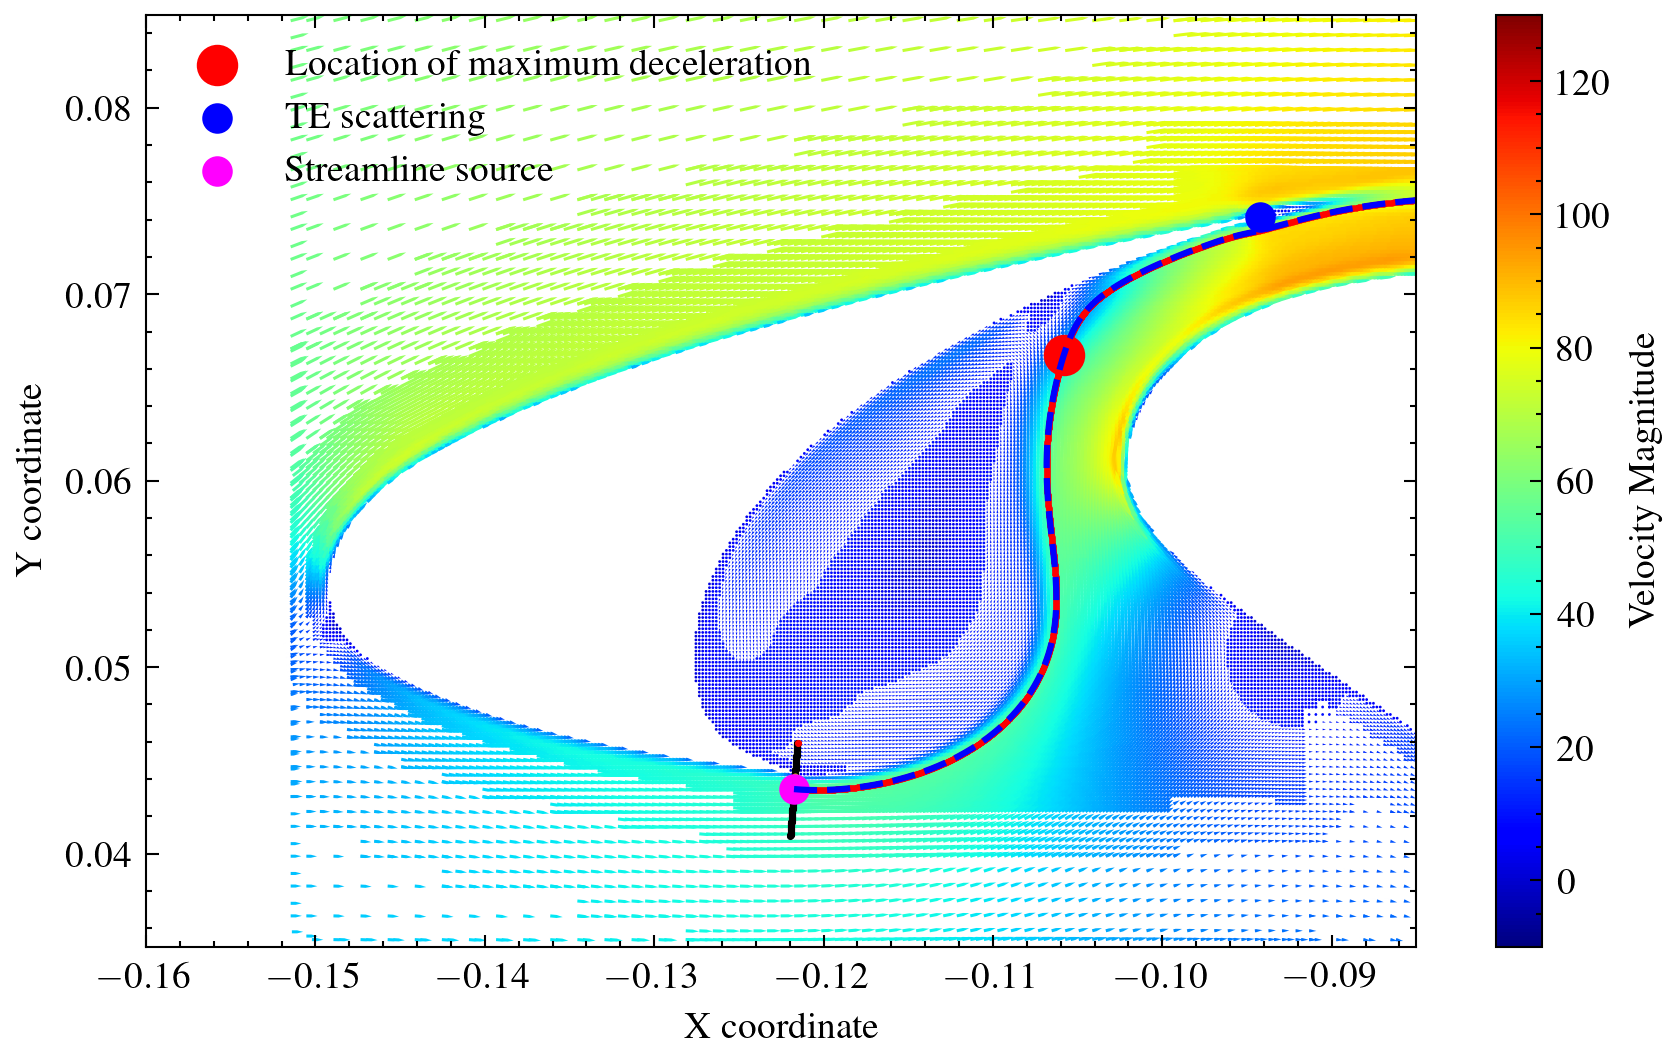 Location of maximum deceleration
TE scattering
Streamline source
0.08
0.07
0.06
0.05
0.04
Y coordinate
−0.16 −0.15 −0.14 −0.13 −0.12 −0.11 −0.10 −0.09
X coordinate
120
100
80
60
40
20
0
Velocity Magnitude